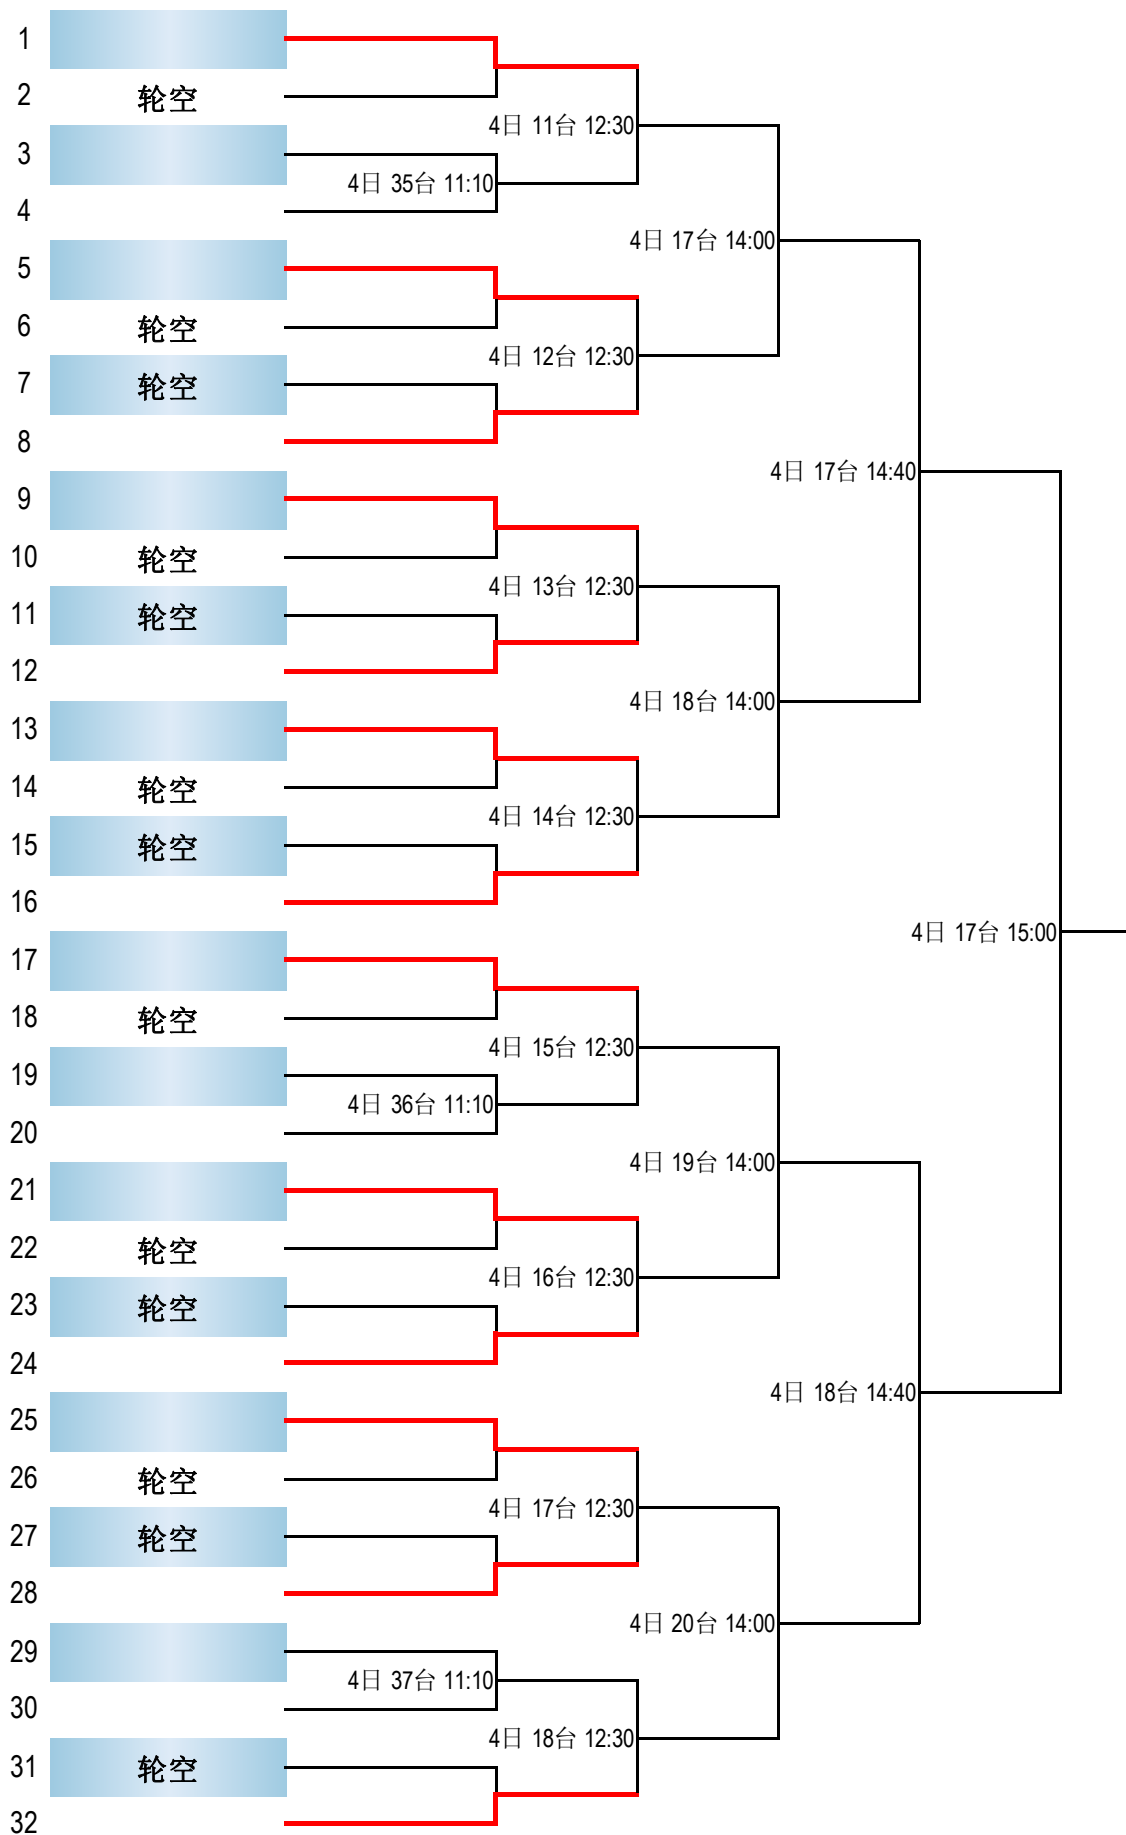 1
2 轮空
4日 11台 12:30
3
4日 35台 11:10
4
4日 17台 14:00
5
6 轮空
4日 12台 12:30
7 轮空
8
4日 17台 14:40
9
10 轮空
4日 13台 12:30
11 轮空
12
4日 18台 14:00
13
14 轮空
4日 14台 12:30
15 轮空
16
4日 17台 15:00
17
18 轮空
4日 15台 12:30
19
4日 36台 11:10
20
4日 19台 14:00
21
22 轮空
4日 16台 12:30
23 轮空
24
4日 18台 14:40
25
26 轮空
4日 17台 12:30
27 轮空
28
4日 20台 14:00
29
4日 37台 11:10
30
4日 18台 12:30
31 轮空
32